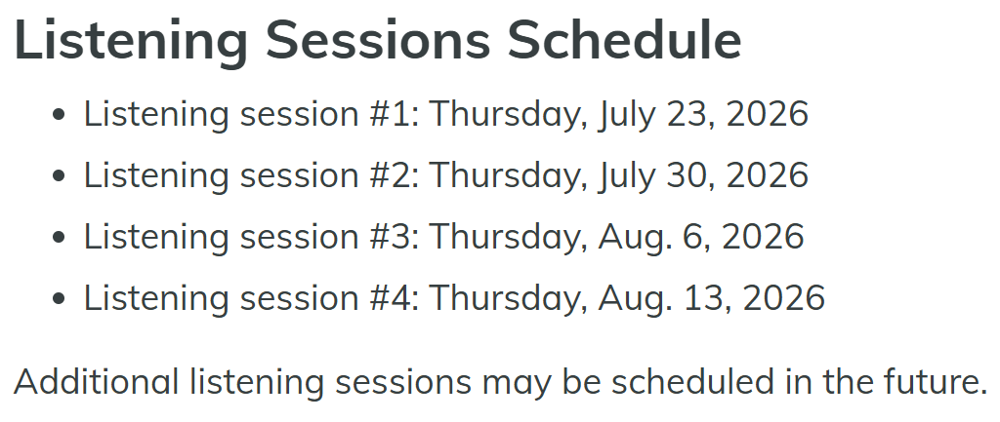 Listening Sessions Schedule
• Listening session #1: Thursday, July 23, 2026
• Listening session #2: Thursday, July 30, 2026
• Listening session #3: Thursday, Aug. 6, 2026
• Listening session #4: Thursday, Aug. 13, 2026
Additional listening sessions may be scheduled in the future.